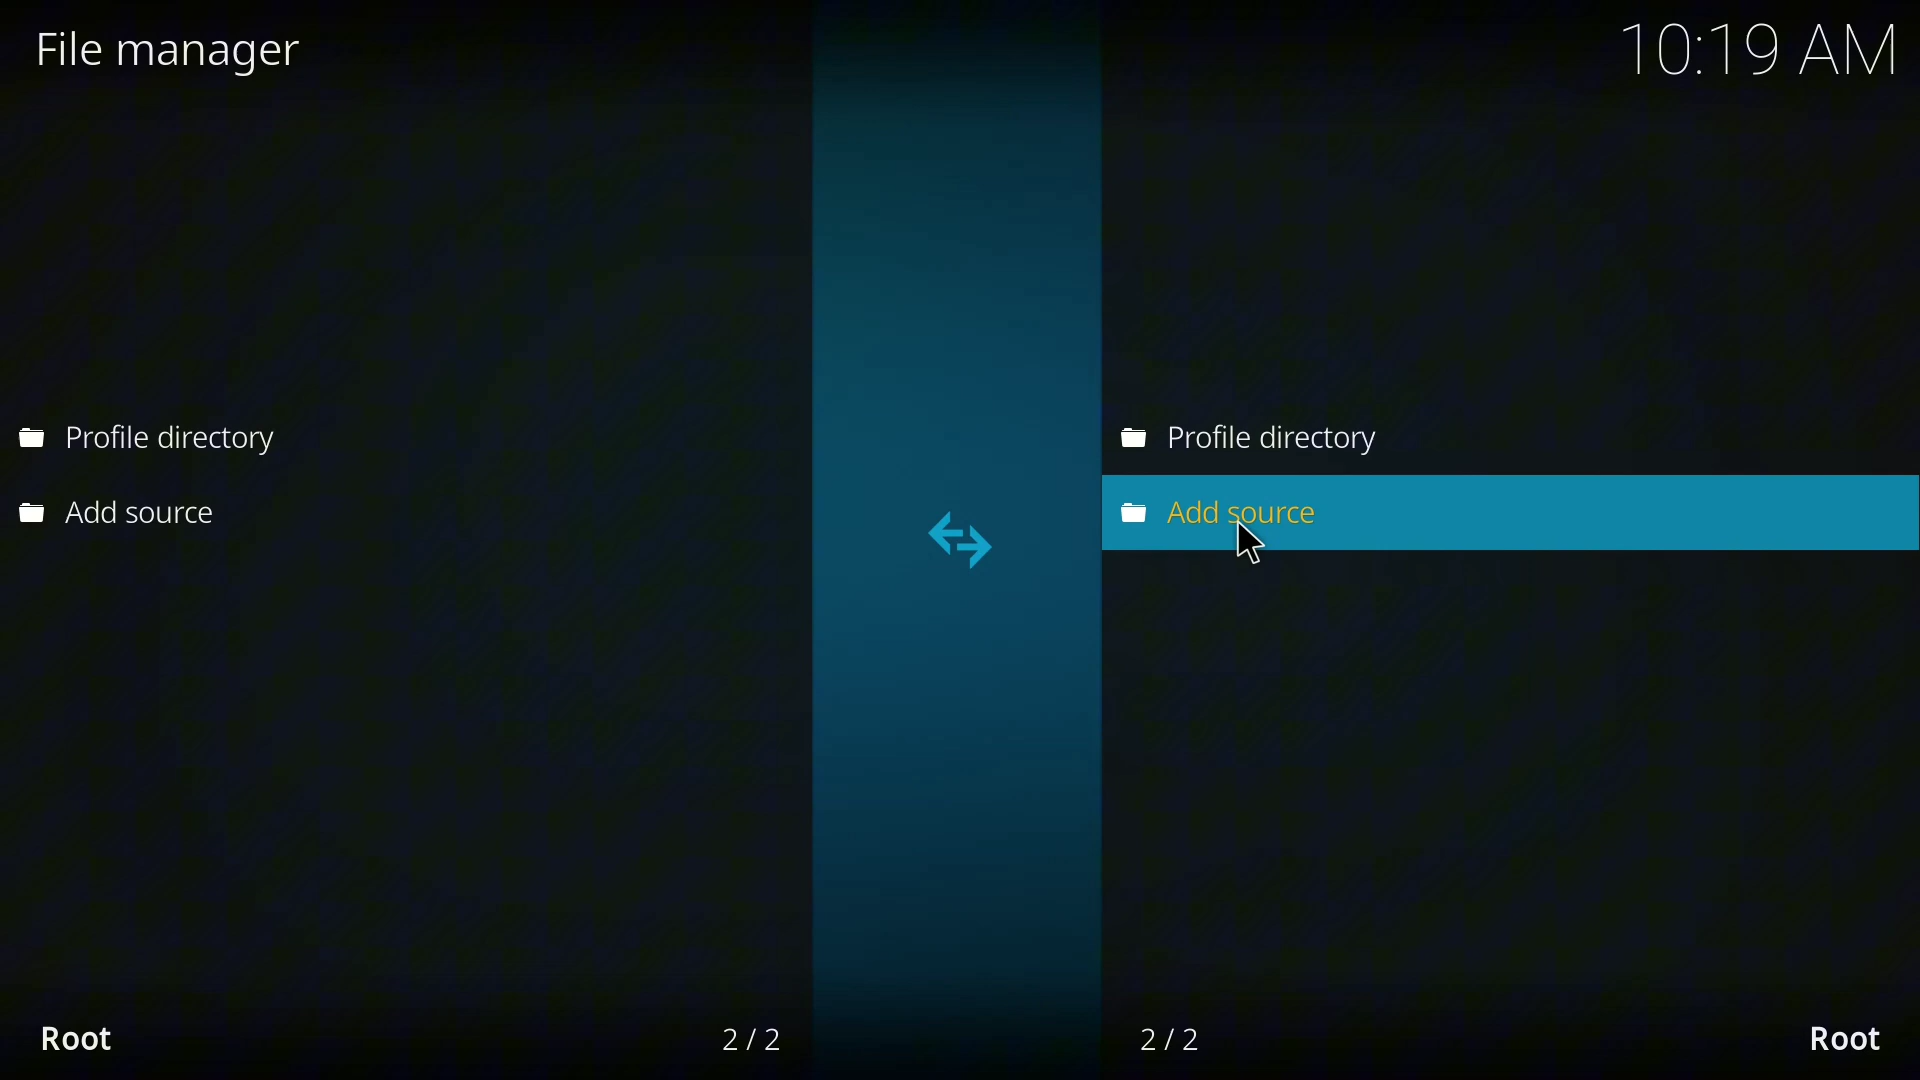 File manager
10:19 AM
Profile directory
Add source
Profile directory
Add source
Root
2 / 2
2 / 2
Root